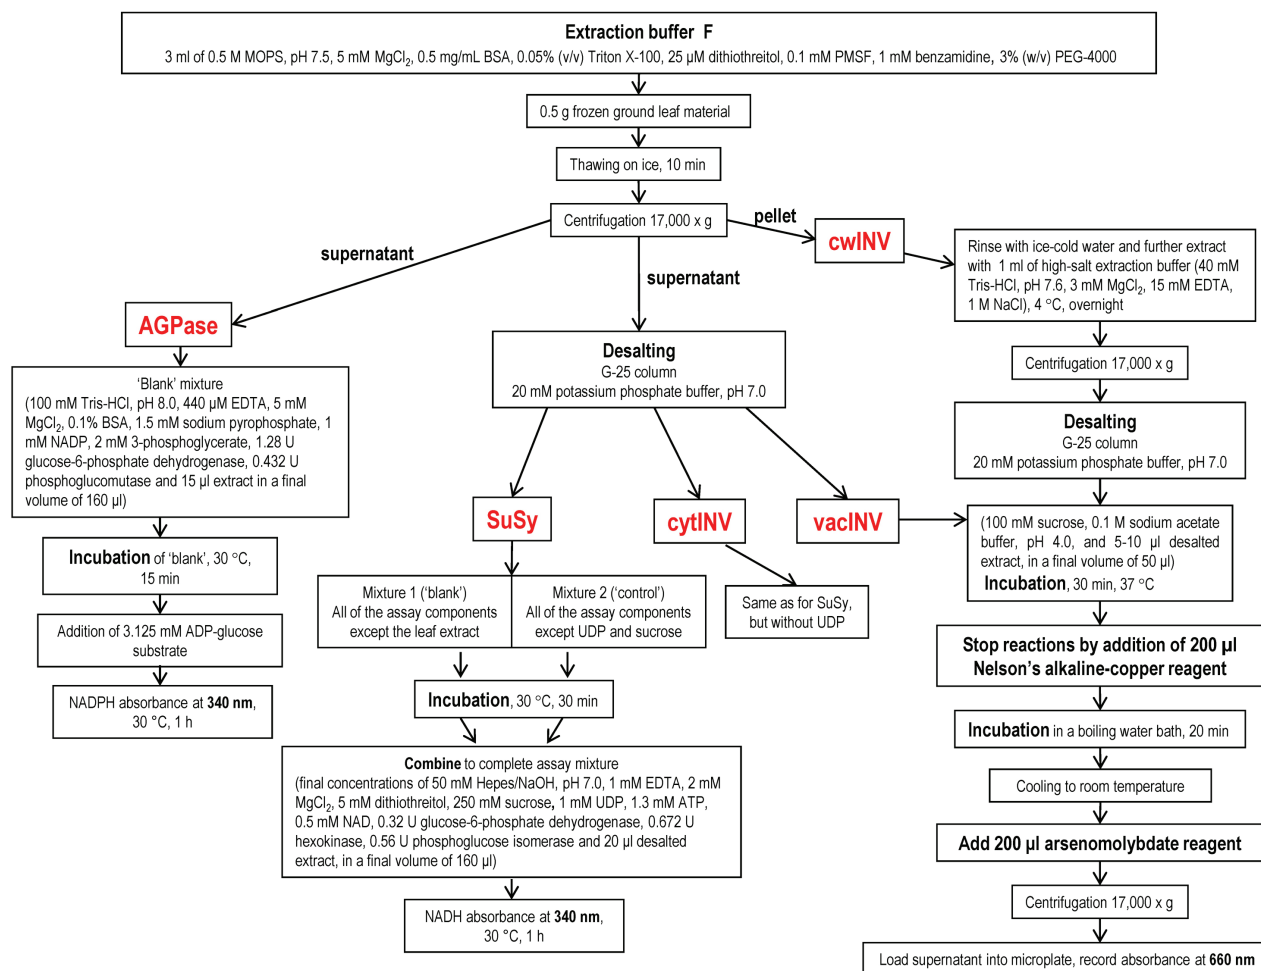 Extraction buffer F
3 ml of 0.5 M MOPS, pH 7.5, 5 mM MgCl₂, 0.5 mg/mL BSA, 0.05% (v/v) Triton X-100, 25 µM dithiothreitol, 0.1 mM PMSF, 1 mM benzamidine, 3% (w/v) PEG-4000
0.5 g frozen ground leaf material
Thawing on ice, 10 min
Centrifugation 17,000 x g
pellet
cwINV
supernatant
supernatant
Rinse with ice-cold water and further extract
with 1 ml of high-salt extraction buffer (40 mM
Tris-HCl, pH 7.6, 3 mM MgCl₂, 15 mM EDTA,
1 M NaCl), 4 °C, overnight
AGPase
Desalting
G-25 column
20 mM potassium phosphate buffer, pH 7.0
Centrifugation 17,000 x g
‘Blank’ mixture
(100 mM Tris-HCl, pH 8.0, 440 µM EDTA, 5 mM
MgCl₂, 0.1% BSA, 1.5 mM sodium pyrophosphate, 1
mM NADP, 2 mM 3-phosphoglycerate, 1.28 U
glucose-6-phosphate dehydrogenase, 0.432 U
phosphoglucomutase and 15 µl extract in a final
volume of 160 µl)
Desalting
G-25 column
20 mM potassium phosphate buffer, pH 7.0
SuSy
cytINV
vacINV
(100 mM sucrose, 0.1 M sodium acetate
buffer, pH 4.0, and 5-10 µl desalted
extract, in a final volume of 50 µl)
Incubation, 30 min, 37 °C
Incubation of ‘blank’, 30 °C,
15 min
Mixture 1 (‘blank’)
All of the assay components
except the leaf extract
Mixture 2 (‘control’)
All of the assay components
except UDP and sucrose
Same as for SuSy,
but without UDP
Addition of 3.125 mM ADP-glucose
substrate
Stop reactions by addition of 200 µl
Nelson’s alkaline-copper reagent
NADPH absorbance at 340 nm,
30 °C, 1 h
Incubation, 30 °C, 30 min
Incubation in a boiling water bath, 20 min
Combine to complete assay mixture
(final concentrations of 50 mM Hepes/NaOH, pH 7.0, 1 mM EDTA, 2 mM
MgCl₂, 5 mM dithiothreitol, 250 mM sucrose, 1 mM UDP, 1.3 mM ATP,
0.5 mM NAD, 0.32 U glucose-6-phosphate dehydrogenase, 0.672 U
hexokinase, 0.56 U phosphoglucose isomerase and 20 µl desalted
extract, in a final volume of 160 µl)
Cooling to room temperature
Add 200 µl arsenomolybdate reagent
NADH absorbance at 340 nm,
30 °C, 1 h
Centrifugation 17,000 x g
Load supernatant into microplate, record absorbance at 660 nm